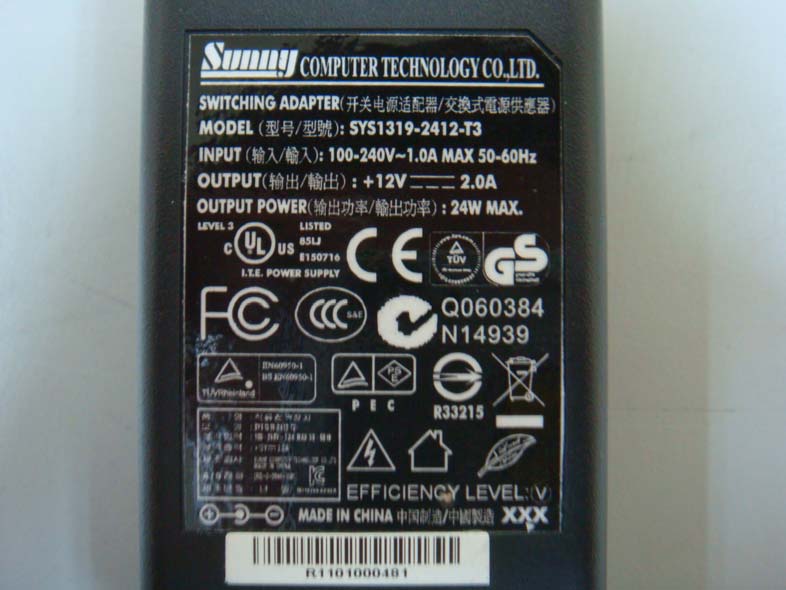 Sunny COMPUTER TECHNOLOGY CO.,LTD.
SWITCHING ADAPTER(开关电源适配器/交換式電源供應器)
MODEL (型号/型號): SYS1319-2412-T3
INPUT (输入/輸入): 100-240V~1.0A MAX 50-60Hz
OUTPUT(输出/輸出) : +12V 2.0A
OUTPUT POWER(输出功率/輸出功率) : 24W MAX.
LEVEL 3
C UL US
LISTED
85LJ
E150716
I.T.E. POWER SUPPLY
CE
TÜV
GS
FC
CCC S&E
Q060384
N14939
TÜVRheinland
EN60950-1
PS
E
P E C
R33215
EFFICIENCY LEVEL:(V)
MADE IN CHINA 中国制造/中國製造 XXX
R1101000481